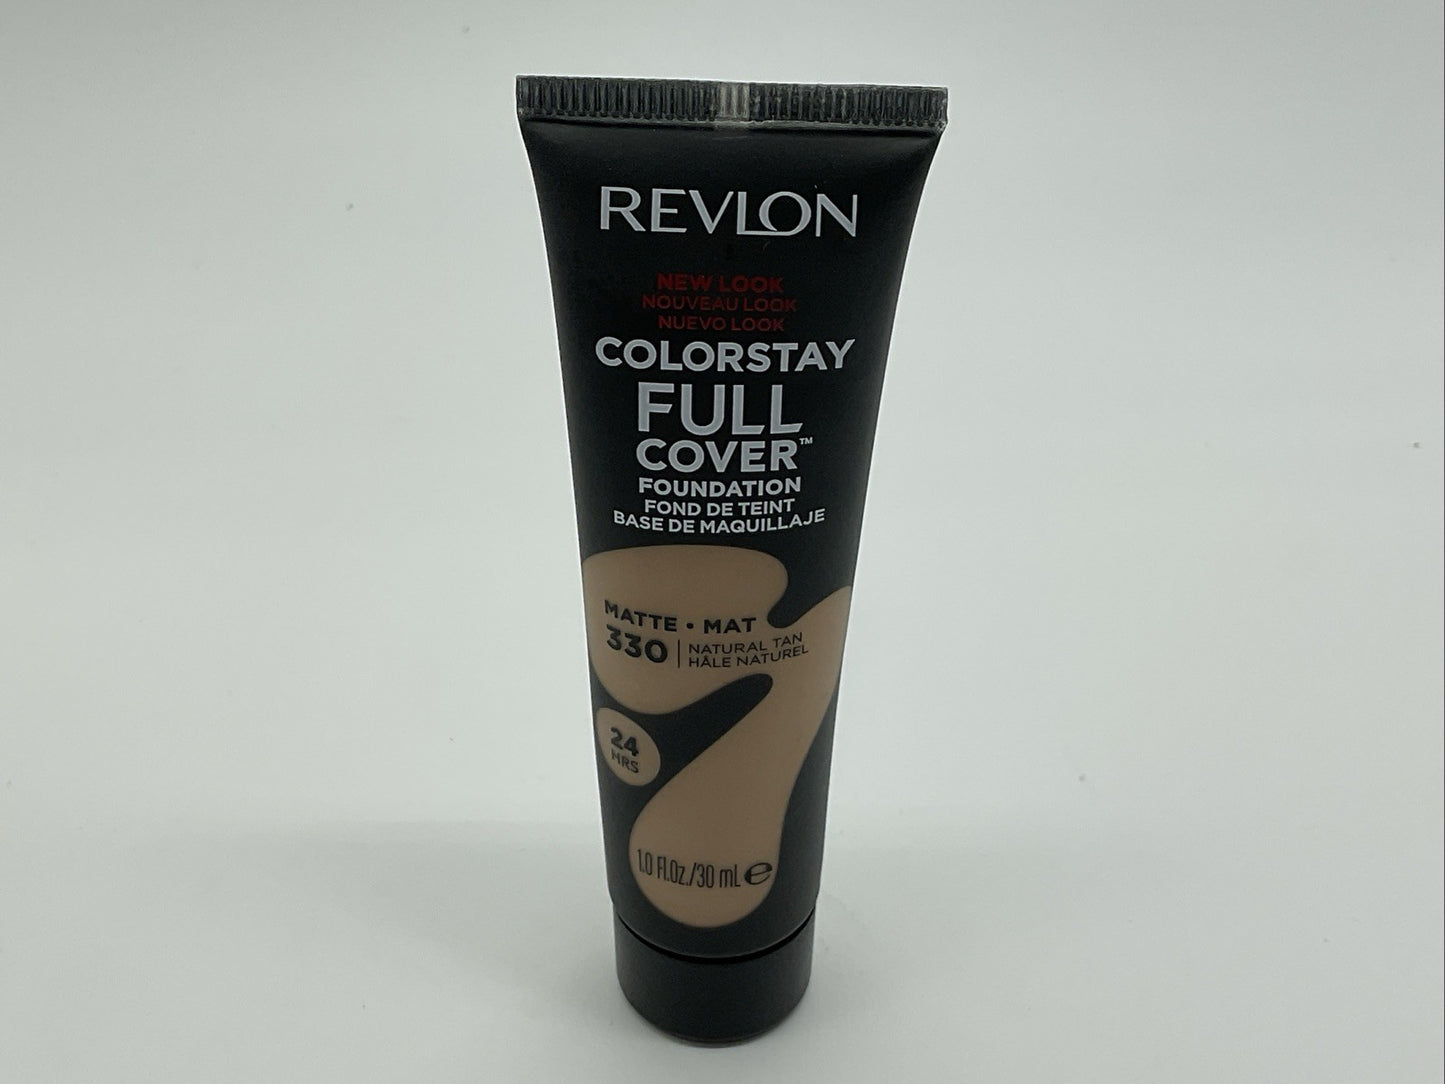 REVLON
NEW LOOK
NOUVEAU LOOK
NUEVO LOOK
COLORSTAY
FULL
COVER™
FOUNDATION
FOND DE TEINT
BASE DE MAQUILLAJE
MATTE • MAT
330 | NATURAL TAN
HÂLE NATUREL
24
HRS
1.0 Fl.Oz./30 mL ℮